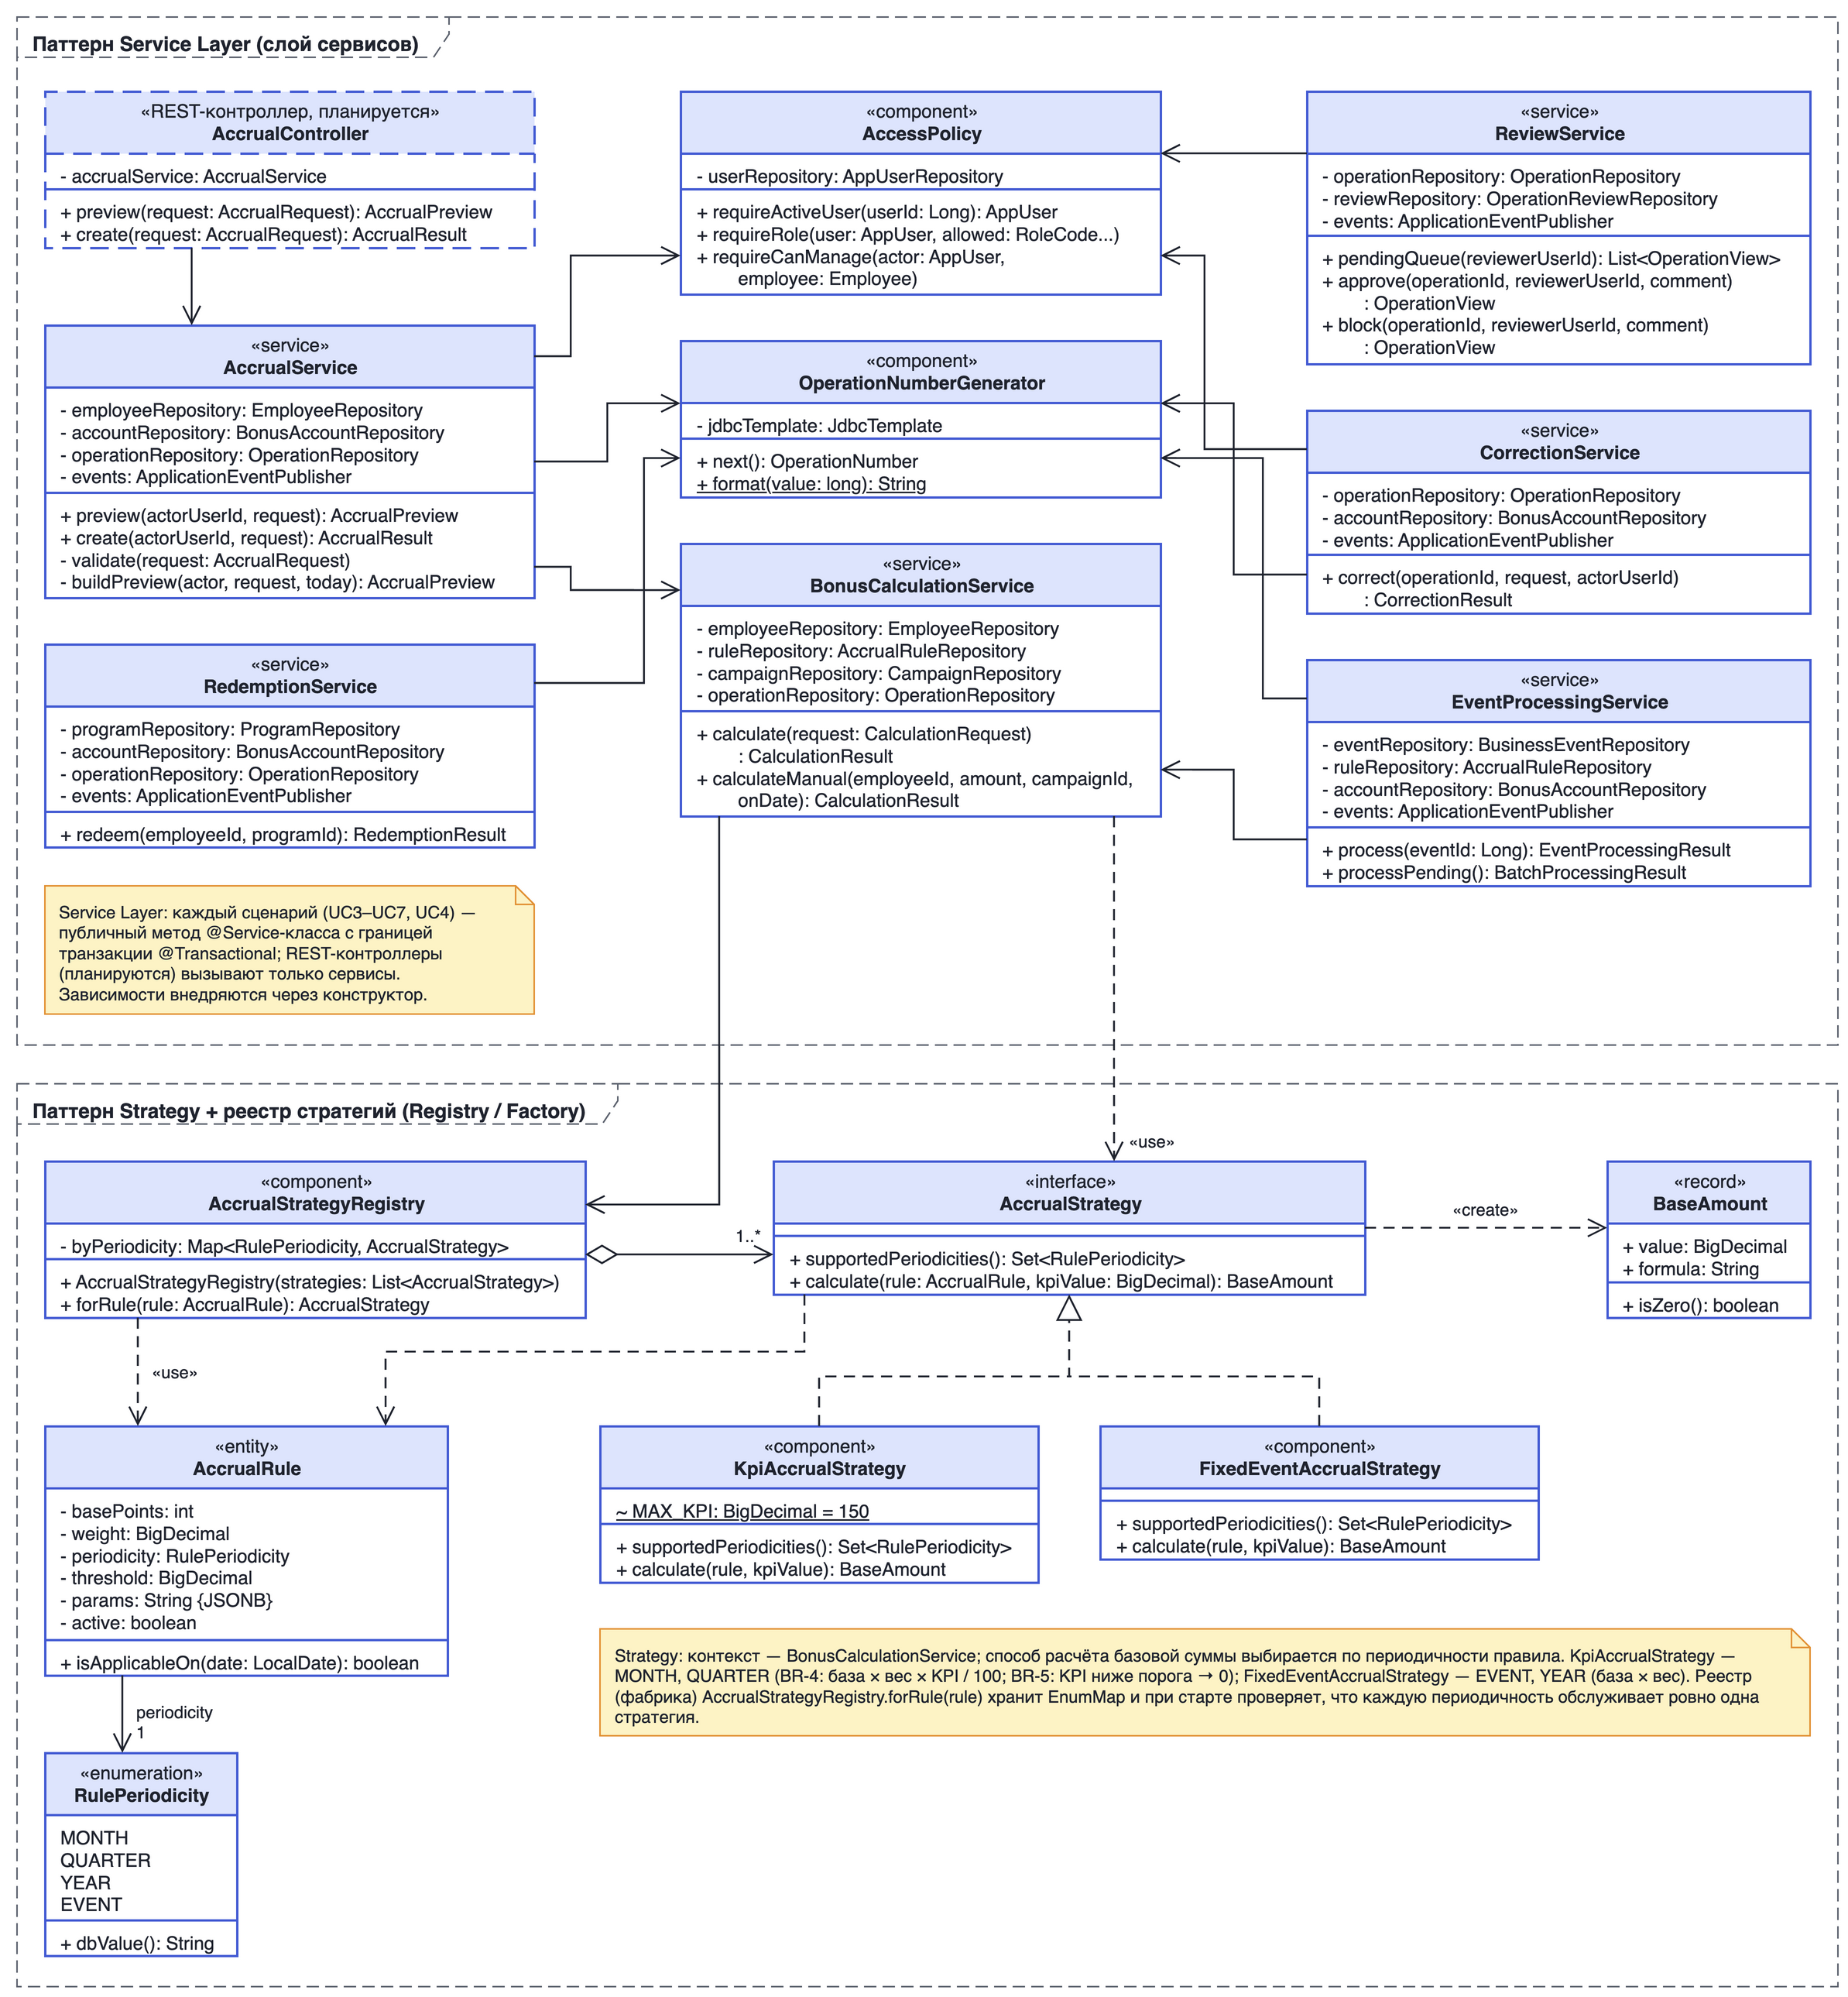 Паттерн Service Layer (слой сервисов)
«REST-контроллер, планируется»
AccrualController
- accrualService: AccrualService
+ preview(request: AccrualRequest): AccrualPreview
+ create(request: AccrualRequest): AccrualResult
«component»
AccessPolicy
- userRepository: AppUserRepository
+ requireActiveUser(userId: Long): AppUser
+ requireRole(user: AppUser, allowed: RoleCode...)
+ requireCanManage(actor: AppUser,
employee: Employee)
«service»
ReviewService
- operationRepository: OperationRepository
- reviewRepository: OperationReviewRepository
- events: ApplicationEventPublisher
+ pendingQueue(reviewerUserId): List<OperationView>
+ approve(operationId, reviewerUserId, comment)
: OperationView
+ block(operationId, reviewerUserId, comment)
: OperationView
«service»
AccrualService
- employeeRepository: EmployeeRepository
- accountRepository: BonusAccountRepository
- operationRepository: OperationRepository
- events: ApplicationEventPublisher
+ preview(actorUserId, request): AccrualPreview
+ create(actorUserId, request): AccrualResult
- validate(request: AccrualRequest)
- buildPreview(actor, request, today): AccrualPreview
«component»
OperationNumberGenerator
- jdbcTemplate: JdbcTemplate
+ next(): OperationNumber
+ format(value: long): String
«service»
CorrectionService
- operationRepository: OperationRepository
- accountRepository: BonusAccountRepository
- events: ApplicationEventPublisher
+ correct(operationId, request, actorUserId)
: CorrectionResult
«service»
BonusCalculationService
- employeeRepository: EmployeeRepository
- ruleRepository: AccrualRuleRepository
- campaignRepository: CampaignRepository
- operationRepository: OperationRepository
+ calculate(request: CalculationRequest)
: CalculationResult
+ calculateManual(employeeId, amount, campaignId,
onDate): CalculationResult
«service»
RedemptionService
- programRepository: ProgramRepository
- accountRepository: BonusAccountRepository
- operationRepository: OperationRepository
- events: ApplicationEventPublisher
+ redeem(employeeId, programId): RedemptionResult
«service»
EventProcessingService
- eventRepository: BusinessEventRepository
- ruleRepository: AccrualRuleRepository
- accountRepository: BonusAccountRepository
- events: ApplicationEventPublisher
+ process(eventId: Long): EventProcessingResult
+ processPending(): BatchProcessingResult
Service Layer: каждый сценарий (UC3–UC7, UC4) —
публичный метод @Service-класса с границей
транзакции @Transactional; REST-контроллеры
(планируются) вызывают только сервисы.
Зависимости внедряются через конструктор.
Паттерн Strategy + реестр стратегий (Registry / Factory)
«use»
«component»
AccrualStrategyRegistry
- byPeriodicity: Map<RulePeriodicity, AccrualStrategy>
+ AccrualStrategyRegistry(strategies: List<AccrualStrategy>)
+ forRule(rule: AccrualRule): AccrualStrategy
1..*
«interface»
AccrualStrategy
+ supportedPeriodicities(): Set<RulePeriodicity>
+ calculate(rule: AccrualRule, kpiValue: BigDecimal): BaseAmount
«create»
«record»
BaseAmount
+ value: BigDecimal
+ formula: String
+ isZero(): boolean
«use»
«entity»
AccrualRule
- basePoints: int
- weight: BigDecimal
- periodicity: RulePeriodicity
- threshold: BigDecimal
- params: String {JSONB}
- active: boolean
+ isApplicableOn(date: LocalDate): boolean
«component»
KpiAccrualStrategy
~ MAX_KPI: BigDecimal = 150
+ supportedPeriodicities(): Set<RulePeriodicity>
+ calculate(rule, kpiValue): BaseAmount
«component»
FixedEventAccrualStrategy
+ supportedPeriodicities(): Set<RulePeriodicity>
+ calculate(rule, kpiValue): BaseAmount
Strategy: контекст — BonusCalculationService; способ расчёта базовой суммы выбирается по периодичности правила. KpiAccrualStrategy —
MONTH, QUARTER (BR-4: база × вес × KPI / 100; BR-5: KPI ниже порога → 0); FixedEventAccrualStrategy — EVENT, YEAR (база × вес). Реестр
(фабрика) AccrualStrategyRegistry.forRule(rule) хранит EnumMap и при старте проверяет, что каждую периодичность обслуживает ровно одна
стратегия.
periodicity
1
«enumeration»
RulePeriodicity
MONTH
QUARTER
YEAR
EVENT
+ dbValue(): String